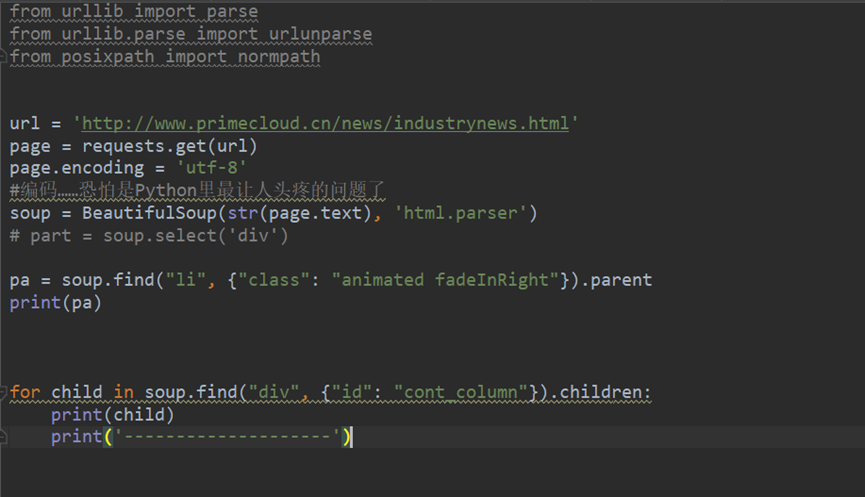 from urllib import parse
from urllib.parse import urlunparse
from posixpath import normpath
url = 'http://www.primecloud.cn/news/industrynews.html'
page = requests.get(url)
page.encoding = 'utf-8'
#编码……恐怕是Python里最让人头疼的问题了
soup = BeautifulSoup(str(page.text), 'html.parser')
# part = soup.select('div')
pa = soup.find("li", {"class": "animated fadeInRight"}).parent
print(pa)
for child in soup.find("div", {"id": "cont_column"}).children:
    print(child)
    print('--------------------')